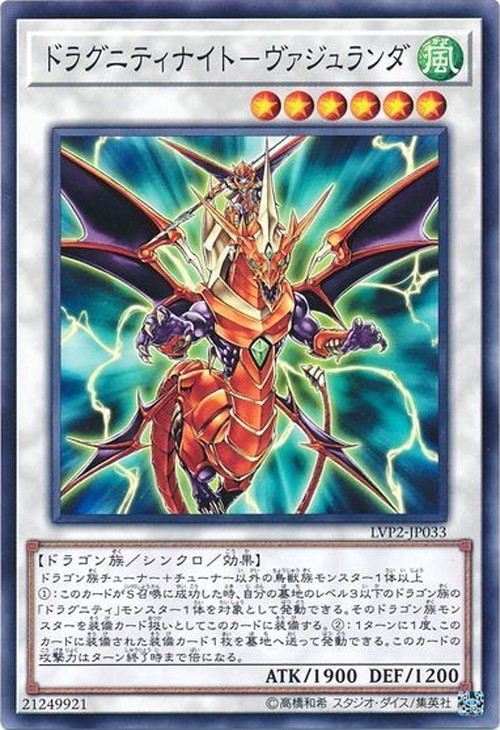 ドラグニティナイト－ヴァジュランダ
風
LVP2-JP033
【ドラゴン族／シンクロ／効果】
ドラゴン族チューナー＋チューナー以外の鳥獣族モンスター1体以上
①：このカードがS召喚に成功した時、自分の墓地のレベル3以下のドラゴン族の
「ドラグニティ」モンスター1体を対象として発動できる。そのドラゴン族モン
スターを装備カード扱いとしてこのカードに装備する。②：1ターンに1度、この
カードに装備された装備カード1枚を墓地へ送って発動できる。このカードの
攻撃力はターン終了時まで倍になる。
ATK/1900 DEF/1200
21249921
©高橋和希 スタジオ・ダイス/集英社